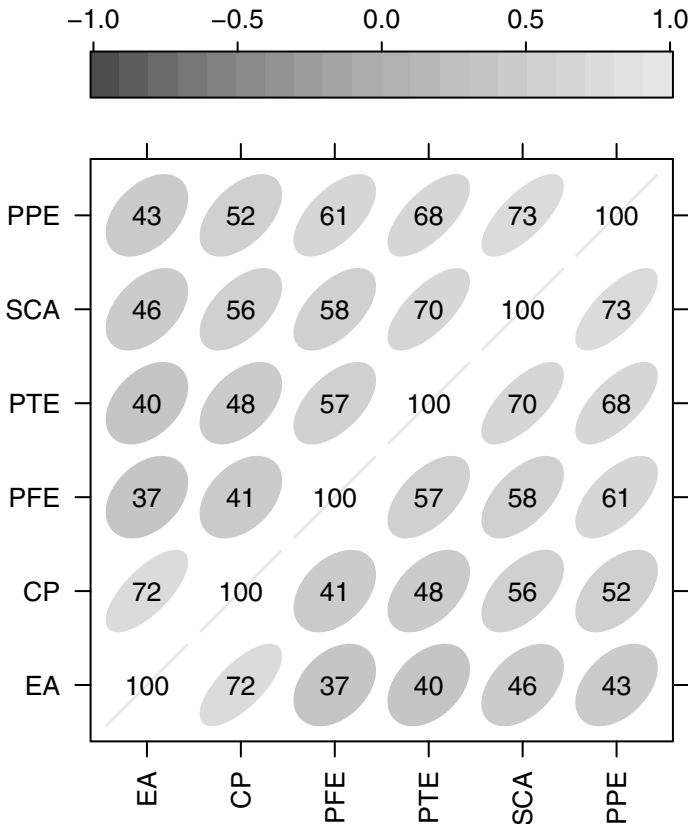 −1.0 −0.5 0.0 0.5 1.0
PPE 43 52 61 68 73 100
SCA 46 56 58 70 100 73
PTE 40 48 57 100 70 68
PFE 37 41 100 57 58 61
CP 72 100 41 48 56 52
EA 100 72 37 40 46 43
EA CP PFE PTE SCA PPE